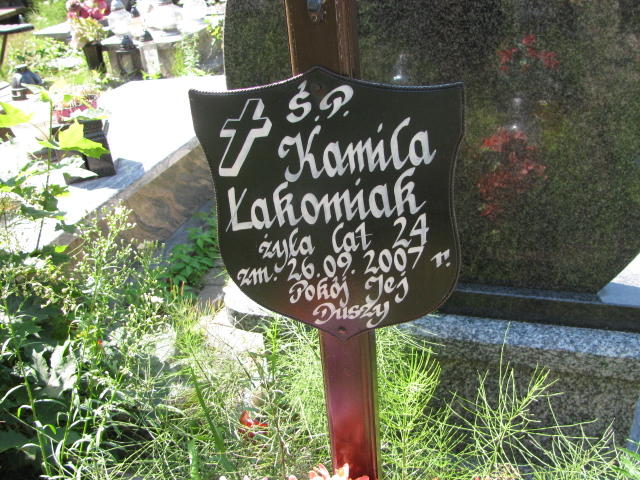 Ś.P.
Kamila
Łakomiak
żyła lat 24
zm. 26.09.2007 r.
Pokój Jej
Duszy